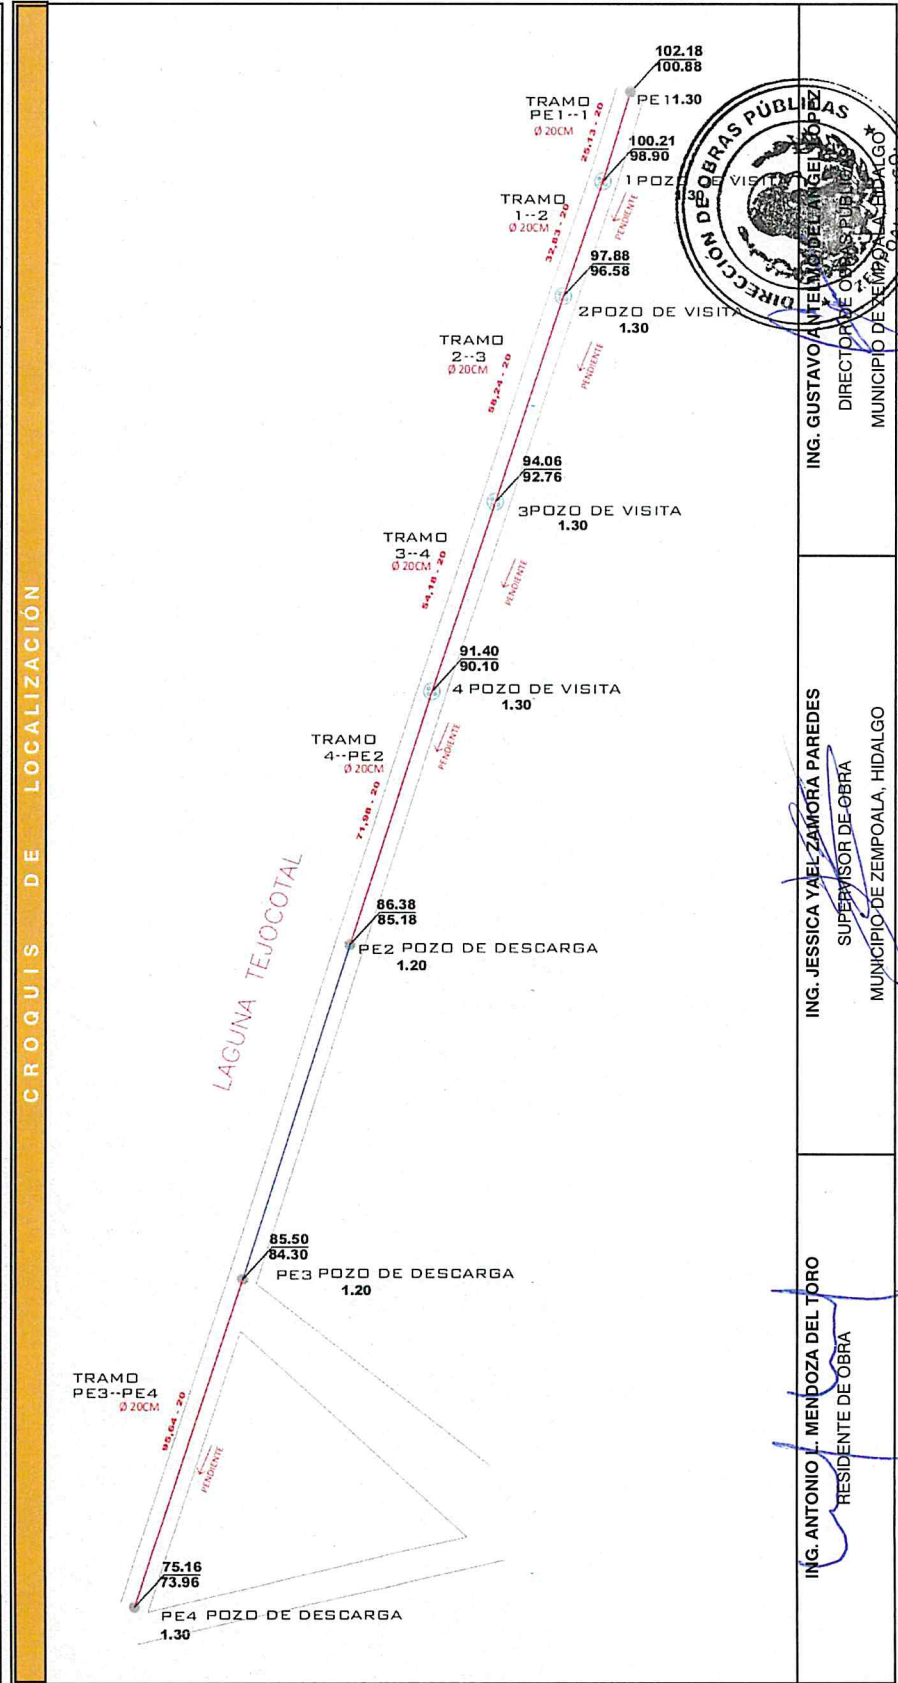 CROQUIS DE LOCALIZACIÓN
102.18
100.88
PE 1 1.30
TRAMO
PE1--1
Ø 20CM
25,13 - 20
100.21
98.90
1 POZO DE VISITA
1.30
PENDIENTE
TRAMO
1--2
Ø 20CM
32,83 - 20
97.88
96.58
2POZO DE VISITA
1.30
PENDIENTE
TRAMO
2--3
Ø 20CM
58,24 - 20
94.06
92.76
3POZO DE VISITA
1.30
PENDIENTE
TRAMO
3--4
Ø 20CM
54,18 - 20
91.40
90.10
4 POZO DE VISITA
1.30
PENDIENTE
TRAMO
4--PE2
Ø 20CM
71,98 - 20
86.38
85.18
PE2 POZO DE DESCARGA
1.20
LAGUNA TEJOCOTAL
85.50
84.30
PE3 POZO DE DESCARGA
1.20
TRAMO
PE3--PE4
Ø 20CM
95,64 - 20
PENDIENTE
75.16
73.96
PE4 POZO DE DESCARGA
1.30
DIRECCIÓN DE OBRAS PÚBLICAS
ING. GUSTAVO ANTELMO DEL ANGEL LÓPEZ
DIRECTOR DE OBRAS PÚBLICAS
MUNICIPIO DE ZEMPOALA, HIDALGO
ING. JESSICA YAEL ZAMORA PAREDES
SUPERVISOR DE OBRA
MUNICIPIO DE ZEMPOALA, HIDALGO
ING. ANTONIO L. MENDOZA DEL TORO
RESIDENTE DE OBRA